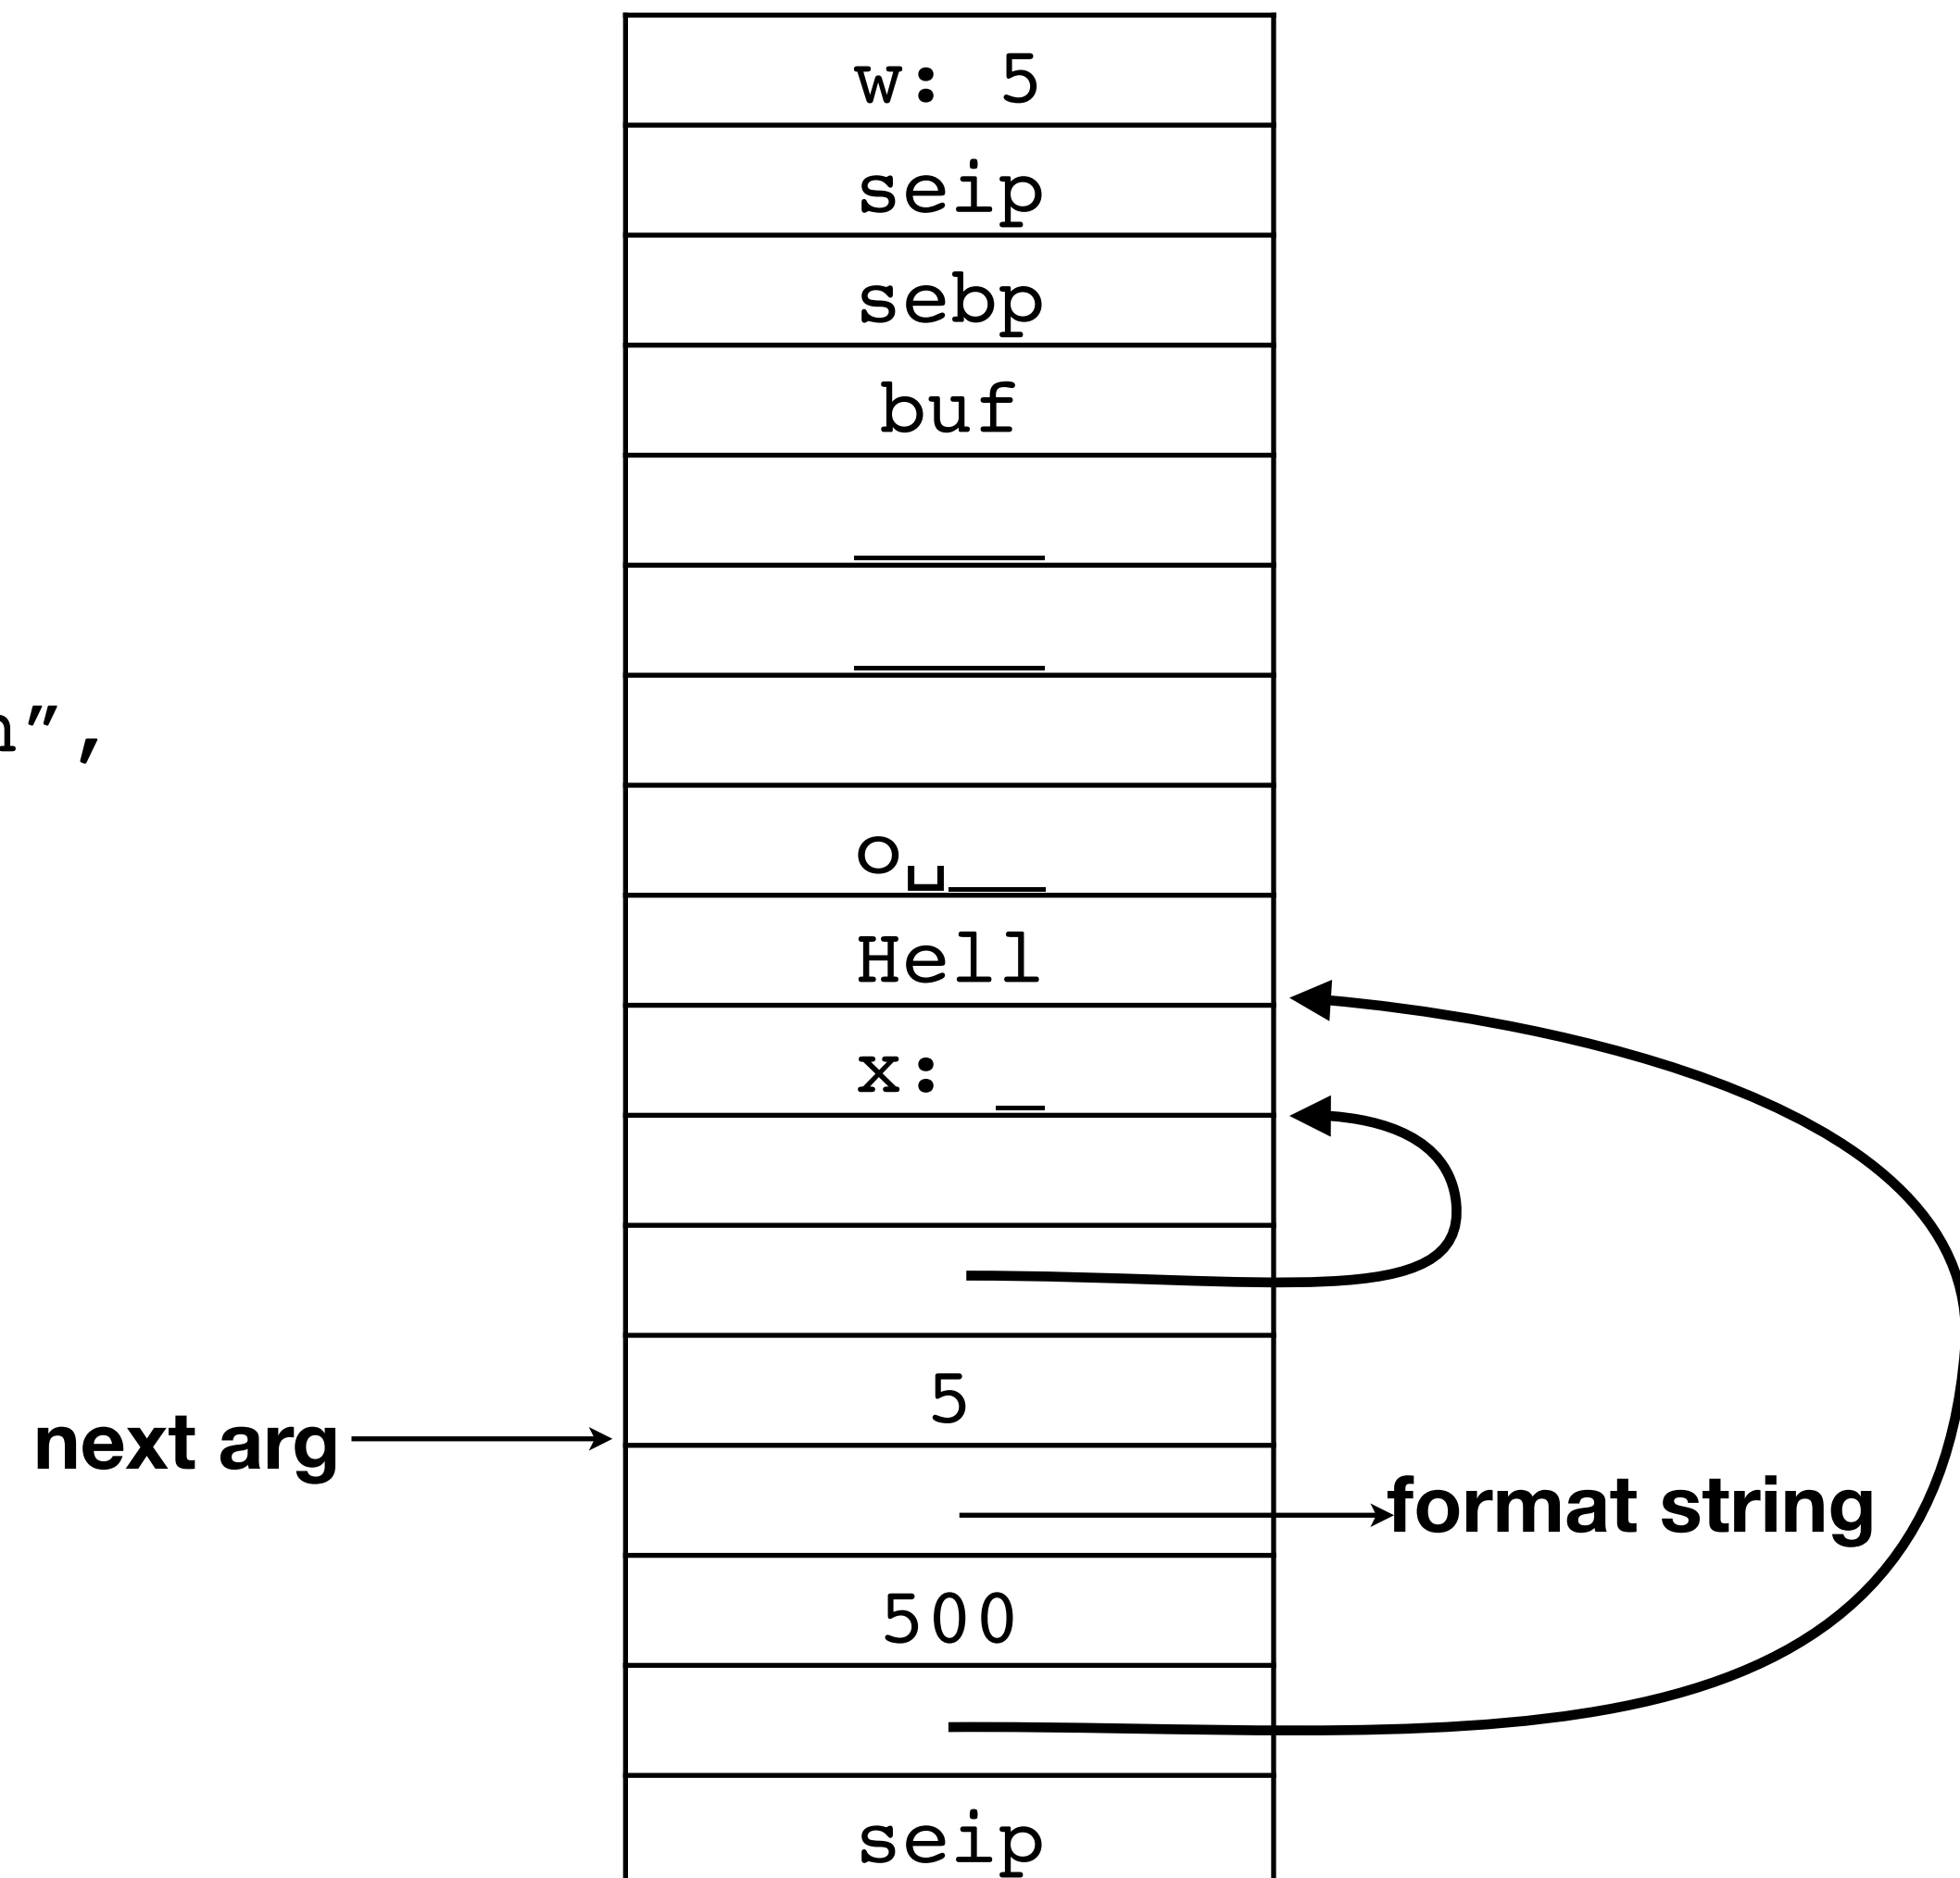 w: 5
seip
sebp
buf
____
____
n”,
o␣__
Hell
x: _
5
next arg
format string
500
seip